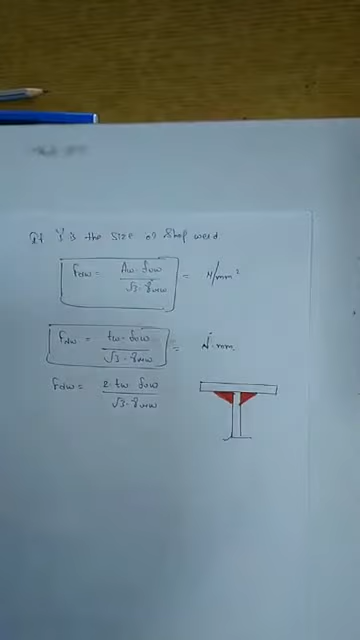 If 'S' is the Size of Shop weld
Fdw = Aw. fuw / √3. γmw = N/mm²
Fdw = tw. fuw / √3. γmw = N. mm.
Fdw = 2. tw fuw / √3. γmw